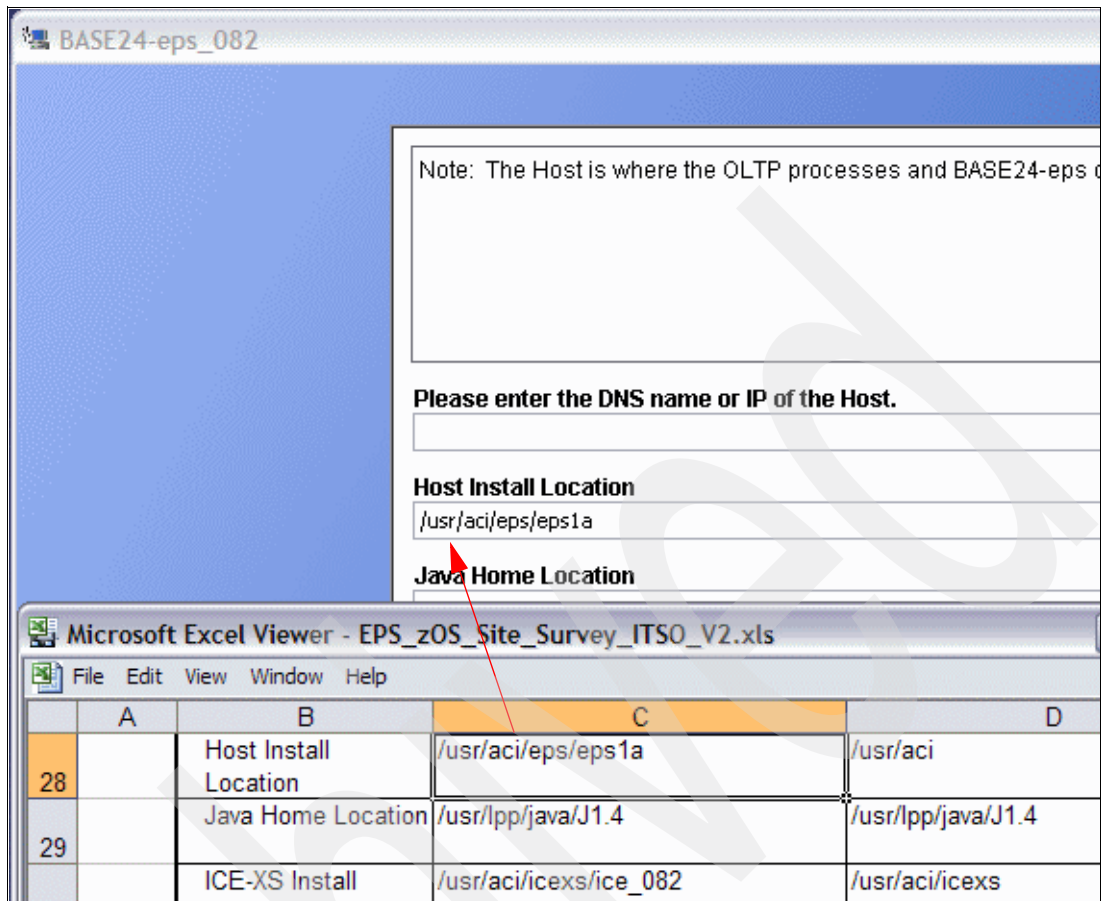 BASE24-eps_082
Note: The Host is where the OLTP processes and BASE24-eps
Please enter the DNS name or IP of the Host.
Host Install Location
/usr/aci/eps/eps1a
Java Home Location
Microsoft Excel Viewer - EPS_zOS_Site_Survey_ITSO_V2.xls
File Edit View Window Help
A B C D
28 Host Install Location /usr/aci/eps/eps1a /usr/aci
29 Java Home Location /usr/lpp/java/J1.4 /usr/lpp/java/J1.4
ICE-XS Install /usr/aci/icexs/ice_082 /usr/aci/icexs